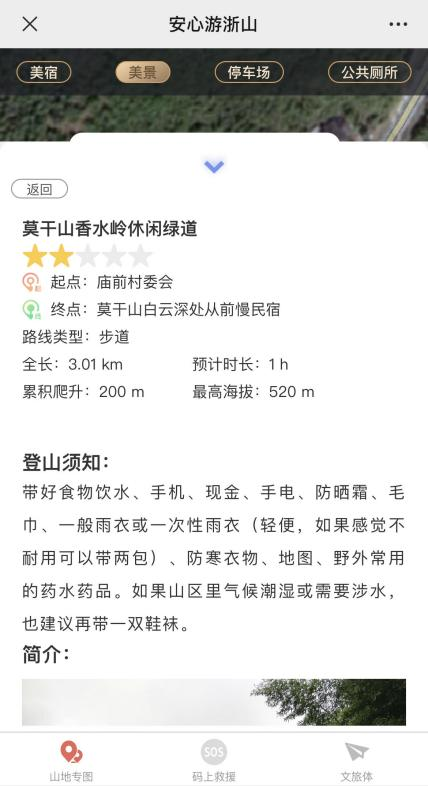 安心游浙山
美宿
美景
停车场
公共厕所
返回
莫干山香水岭休闲绿道
起点：庙前村委会
终点：莫干山白云深处从前慢民宿
路线类型：步道
全长：3.01 km 预计时长：1 h
累积爬升：200 m 最高海拔：520 m
登山须知：
带好食物饮水、手机、现金、手电、防晒霜、毛
巾、一般雨衣或一次性雨衣（轻便，如果感觉不
耐用可以带两包）、防寒衣物、地图、野外常用
的药水药品。如果山区里气候潮湿或需要涉水，
也建议再带一双鞋袜。
简介：
SOS
山地专图
码上救援
文旅体